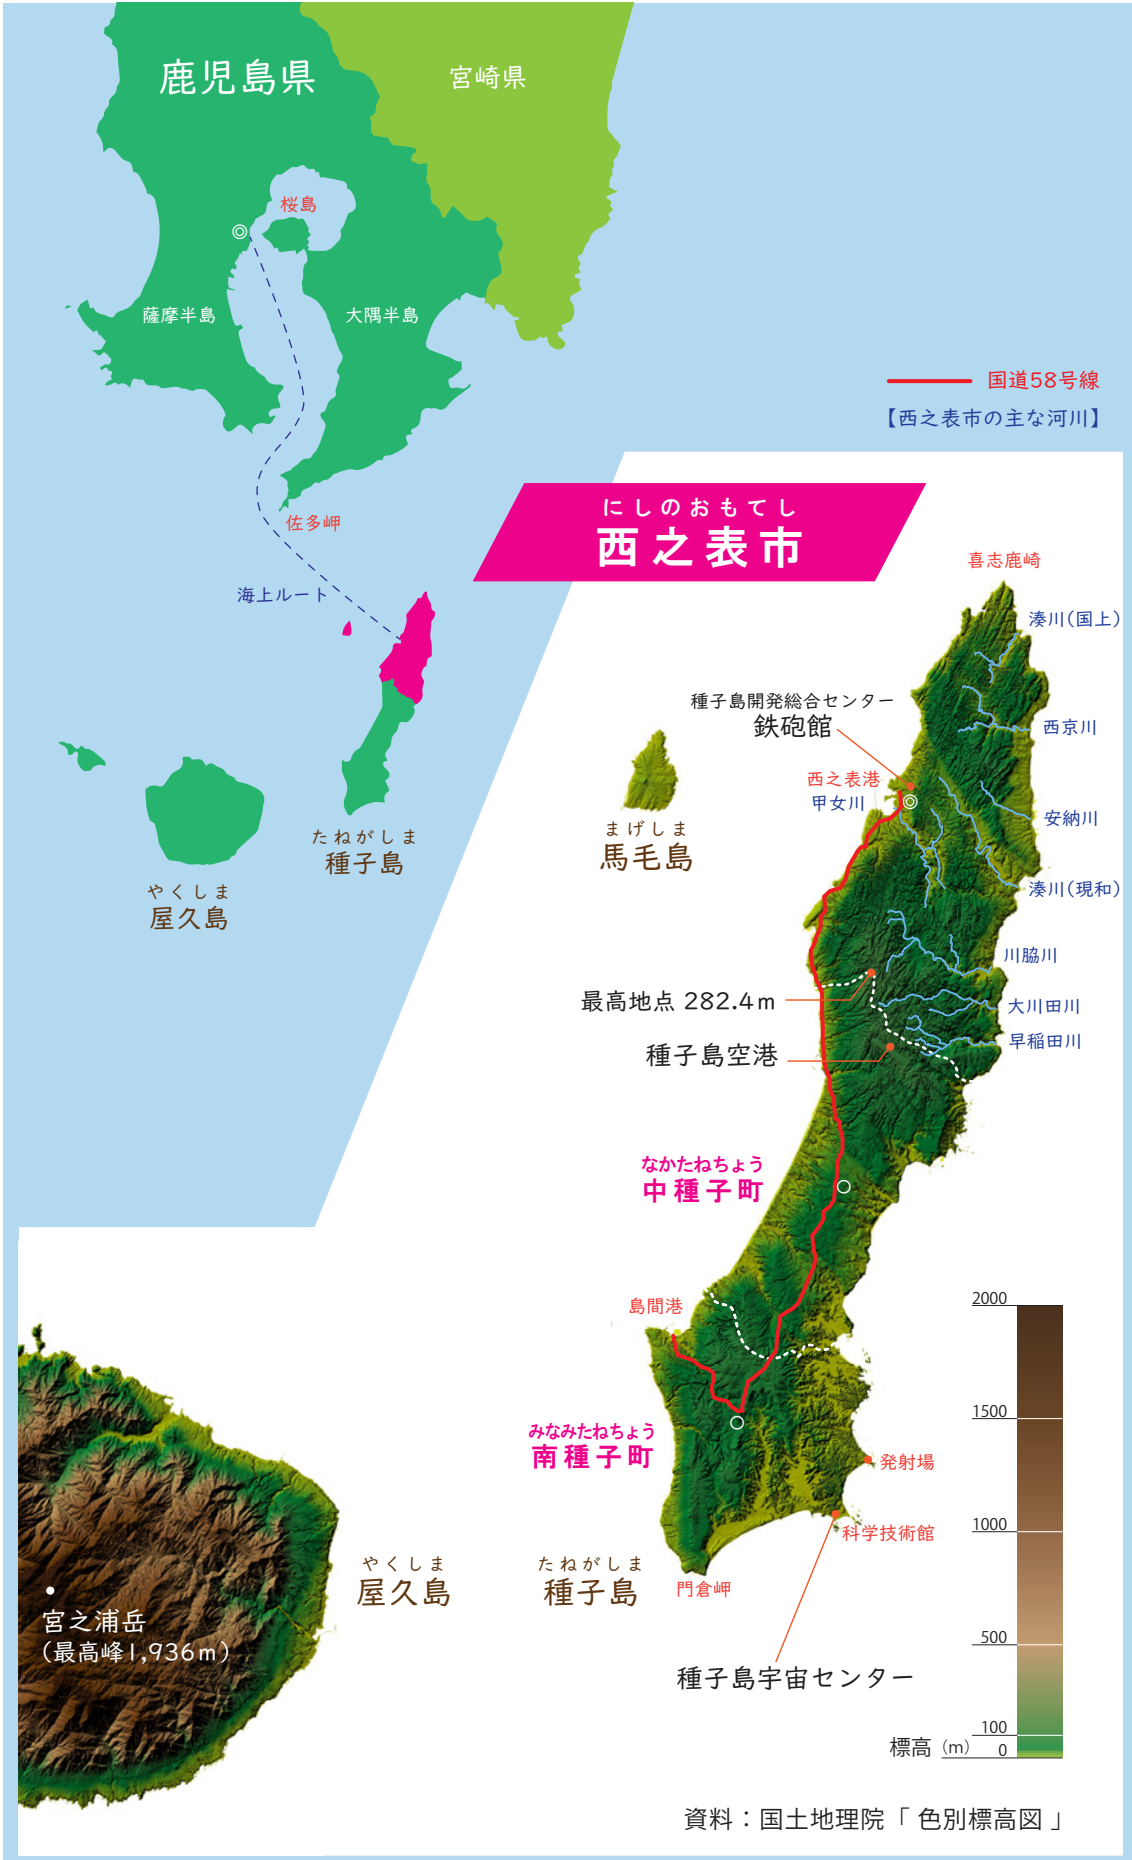 鹿児島県
宮崎県
桜島
薩摩半島
大隅半島
国道58号線
【西之表市の主な河川】
佐多岬
海上ルート
にしのおもてし
西之表市
喜志鹿崎
湊川(国上)
種子島開発総合センター
鉄砲館
西京川
西之表港
甲女川
安納川
まげしま
馬毛島
たねがしま
種子島
やくしま
屋久島
湊川(現和)
川脇川
最高地点 282.4m
大川田川
早稲田川
種子島空港
なかたねちょう
中種子町
島間港
みなみたねちょう
南種子町
発射場
科学技術館
やくしま
屋久島
たねがしま
種子島
門倉岬
宮之浦岳
(最高峰1,936m)
種子島宇宙センター
2000
1500
1000
500
100
標高 (m) 0
資料：国土地理院「 色別標高図 」